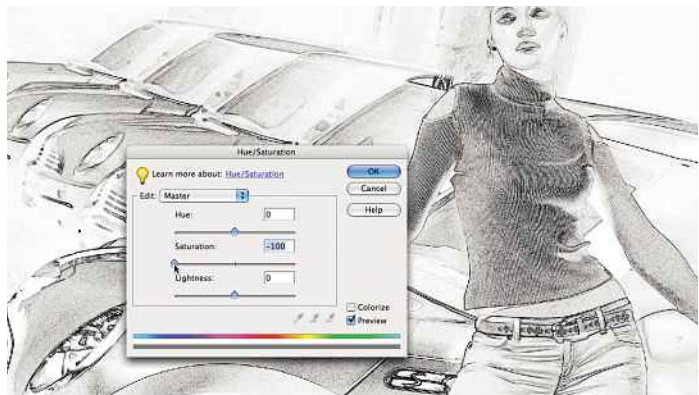 Hue/Saturation
Learn more about: Hue/Saturation
OK
Cancel
Help
Edit: Master
Hue: 0
Saturation: -100
Lightness: 0
Colorize
Preview